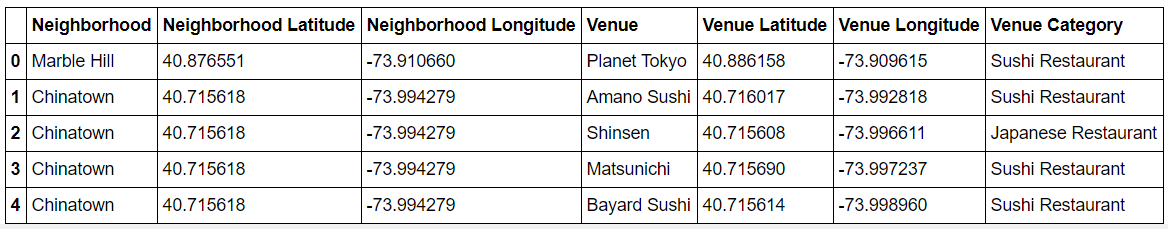 Neighborhood Neighborhood Latitude Neighborhood Longitude Venue Venue Latitude Venue Longitude Venue Category
0 Marble Hill 40.876551 -73.910660 Planet Tokyo 40.886158 -73.909615 Sushi Restaurant
1 Chinatown 40.715618 -73.994279 Amano Sushi 40.716017 -73.992818 Sushi Restaurant
2 Chinatown 40.715618 -73.994279 Shinsen 40.715608 -73.996611 Japanese Restaurant
3 Chinatown 40.715618 -73.994279 Matsunichi 40.715690 -73.997237 Sushi Restaurant
4 Chinatown 40.715618 -73.994279 Bayard Sushi 40.715614 -73.998960 Sushi Restaurant